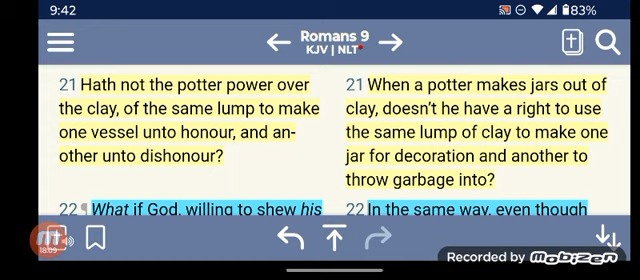 9:42
83%
Romans 9
KJV | NLT
21 Hath not the potter power over
the clay, of the same lump to make
one vessel unto honour, and an-
other unto dishonour?
22 ¶ What if God, willing to shew his
21 When a potter makes jars out of
clay, doesn't he have a right to use
the same lump of clay to make one
jar for decoration and another to
throw garbage into?
22 In the same way, even though
18:09
Recorded by Mobizen